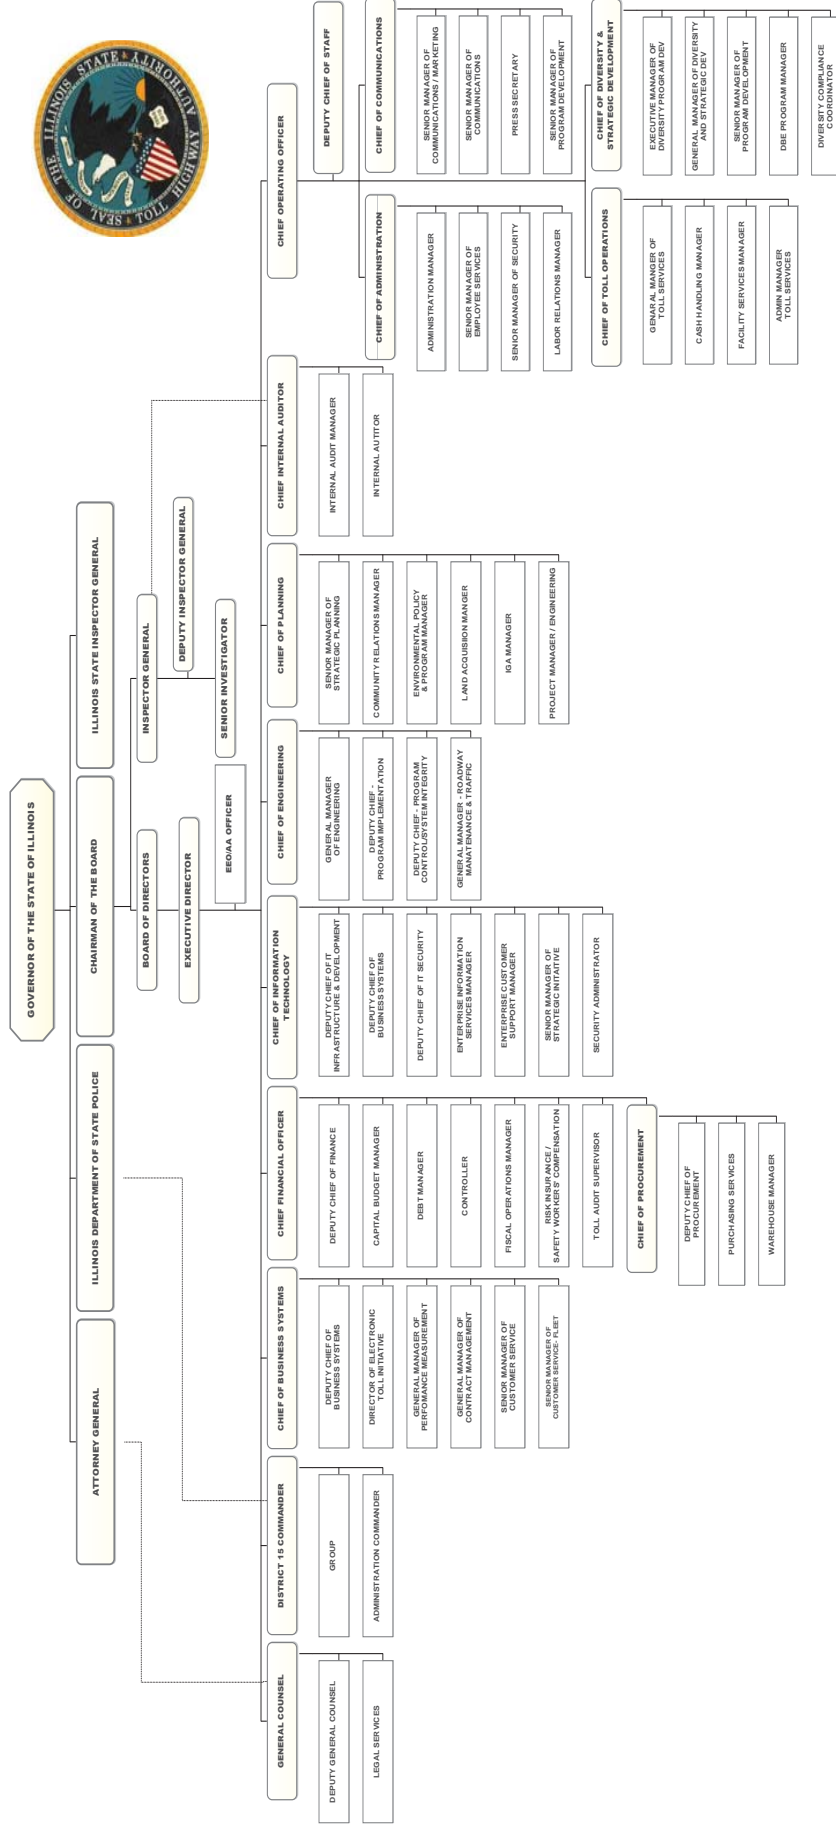 THE SEAL OF THE ILLINOIS STATE TOLL HIGHWAY AUTHORITY
GOVERNOR OF THE STATE OF ILLINOIS
ATTORNEY GENERAL
ILLINOIS DEPARTMENT OF STATE POLICE
CHAIRMAN OF THE BOARD
ILLINOIS STATE INSPECTOR GENERAL
BOARD OF DIRECTORS
INSPECTOR GENERAL
EXECUTIVE DIRECTOR
DEPUTY INSPECTOR GENERAL
EEO/AA OFFICER
SENIOR INVESTIGATOR
GENERAL COUNSEL
DEPUTY GENERAL COUNSEL
LEGAL SERVICES
DISTRICT 15 COMMANDER
GROUP
ADMINISTRATION COMMANDER
CHIEF OF BUSINESS SYSTEMS
DEPUTY CHIEF OF
BUSINESS SYSTEMS
DIRECTOR OF ELECTRONIC
TOLL INITIATIVE
GENERAL MANAGER OF
PERFOMANCE MEASUREMENT
GENERAL MANAGER OF
CONTRACT MANAGEMENT
SENIOR MANAGER OF
CUSTOMER SERVICE
SENIOR MANAGER OF
CUSTOMER SERVICE- FLEET
CHIEF FINANCIAL OFFICER
DEPUTY CHIEF OF FINANCE
CAPITAL BUDGET MANAGER
DEBT MANAGER
CONTROLLER
FISCAL OPERATIONS MANAGER
RISK INSURANCE /
SAFETY WORKERS' COMPENSATION
TOLL AUDIT SUPERVISOR
CHIEF OF PROCUREMENT
DEPUTY CHIEF OF
PROCUREMENT
PURCHASING SERVICES
WAREHOUSE MANAGER
CHIEF OF INFORMATION
TECHNOLOGY
DEPUTY CHIEF OF IT
INFRASTRUCTURE & DEVELOPMENT
DEPUTY CHIEF OF
BUSINESS SYSTEMS
DEPUTY CHIEF OF IT SECURITY
ENTERPRISE INFORMATION
SERVICES MANAGER
ENTERPRISE CUSTOMER
SUPPORT MANAGER
SENIOR MANAGER OF
STRATEGIC INITIATIVE
SECURITY ADMINISTRATOR
CHIEF OF ENGINEERING
GENERAL MANAGER
OF ENGINEERING
DEPUTY CHIEF -
PROGRAM IMPLEMENTATION
DEPUTY CHIEF - PROGRAM
CONTROL/SYSTEM INTEGRITY
GENERAL MANAGER - ROADWAY
MANATENANCE & TRAFFIC
CHIEF OF PLANNING
SENIOR MANAGER OF
STRATEGIC PLANNING
COMMUNITY RELATIONS MANAGER
ENVIRONMENTAL POLICY
& PROGRAM MANAGER
LAND ACQUISIION MANGER
IGA MANAGER
PROJECT MANAGER / ENGINEERING
CHIEF INTERNAL AUDITOR
INTERNAL AUDIT MANAGER
INTERNAL AUTITOR
CHIEF OPERATING OFFICER
DEPUTY CHIEF OF STAFF
CHIEF OF ADMINISTRATION
ADMINISTRATION MANAGER
SENIOR MANAGER OF
EMPLOYEE SERVICES
SENIOR MANAGER OF SECURITY
LABOR RELATIONS MANAGER
CHIEF OF COMMUNICATIONS
SENIOR MANAGER OF
COMMUNICATIONS / MARKETING
SENIOR MANAGER OF
COMMUNICATIONS
PRESS SECRETARY
SENIOR MANAGER OF
PROGRAM DEVELOPMENT
CHIEF OF TOLL OPERATIONS
GENARAL MANGER OF
TOLL SERVICES
CASH HANDLING MANAGER
FACILITY SERVICES MANAGER
ADMIN MANAGER
TOLL SERVICES
CHIEF OF DIVERSITY &
STRATEGIC DEVELOPMENT
EXECUTIVE MANAGER OF
DIVERSITY PROGRAM DEV
GENERAL MANAGER OF DIVERSITY
AND STRATEGIC DEV
SENIOR MANAGER OF
PROGRAM DEVELOPMENT
DBE PROGRAM MANAGER
DIVERSITY COMPLIANCE
COORDINATOR